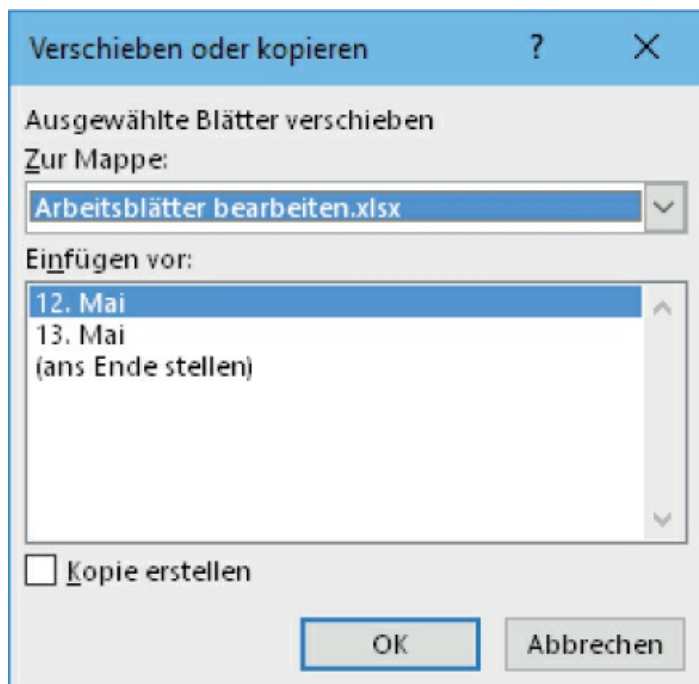 Verschieben oder kopieren ?
Ausgewählte Blätter verschieben
Zur Mappe:
Arbeitsblätter bearbeiten.xlsx
Einfügen vor:
12. Mai
13. Mai
(ans Ende stellen)
Kopie erstellen
OK Abbrechen